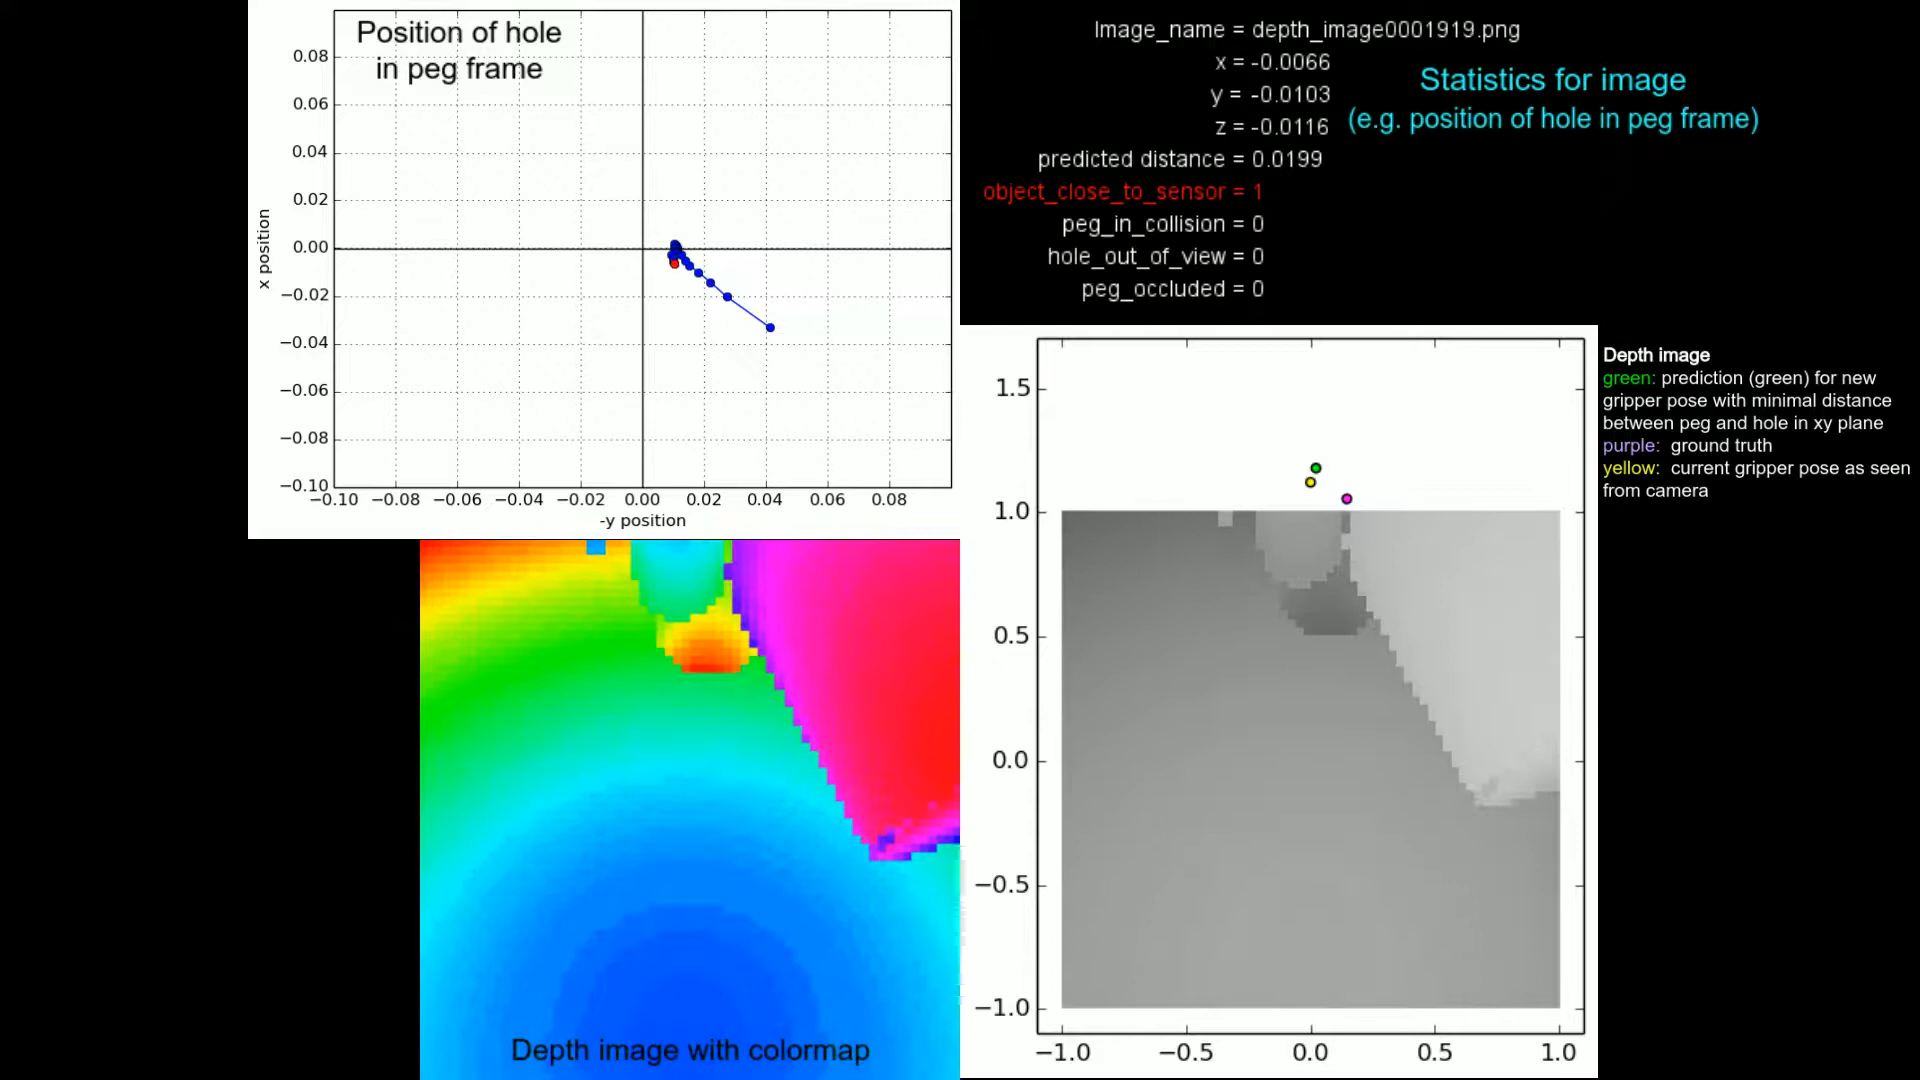 Position of hole
in peg frame
0.08
0.06
0.04
0.02
0.00
−0.02
−0.04
−0.06
−0.08
−0.10
x position
−0.10 −0.08 −0.06 −0.04 −0.02 0.00 0.02 0.04 0.06 0.08
-y position
Image_name = depth_image0001919.png
x = -0.0066
y = -0.0103
z = -0.0116
predicted distance = 0.0199
object_close_to_sensor = 1
peg_in_collision = 0
hole_out_of_view = 0
peg_occluded = 0
Statistics for image
(e.g. position of hole in peg frame)
Depth image with colormap
1.5
1.0
0.5
0.0
−0.5
−1.0
−1.0 −0.5 0.0 0.5 1.0
Depth image
green: prediction (green) for new
gripper pose with minimal distance
between peg and hole in xy plane
purple: ground truth
yellow: current gripper pose as seen
from camera